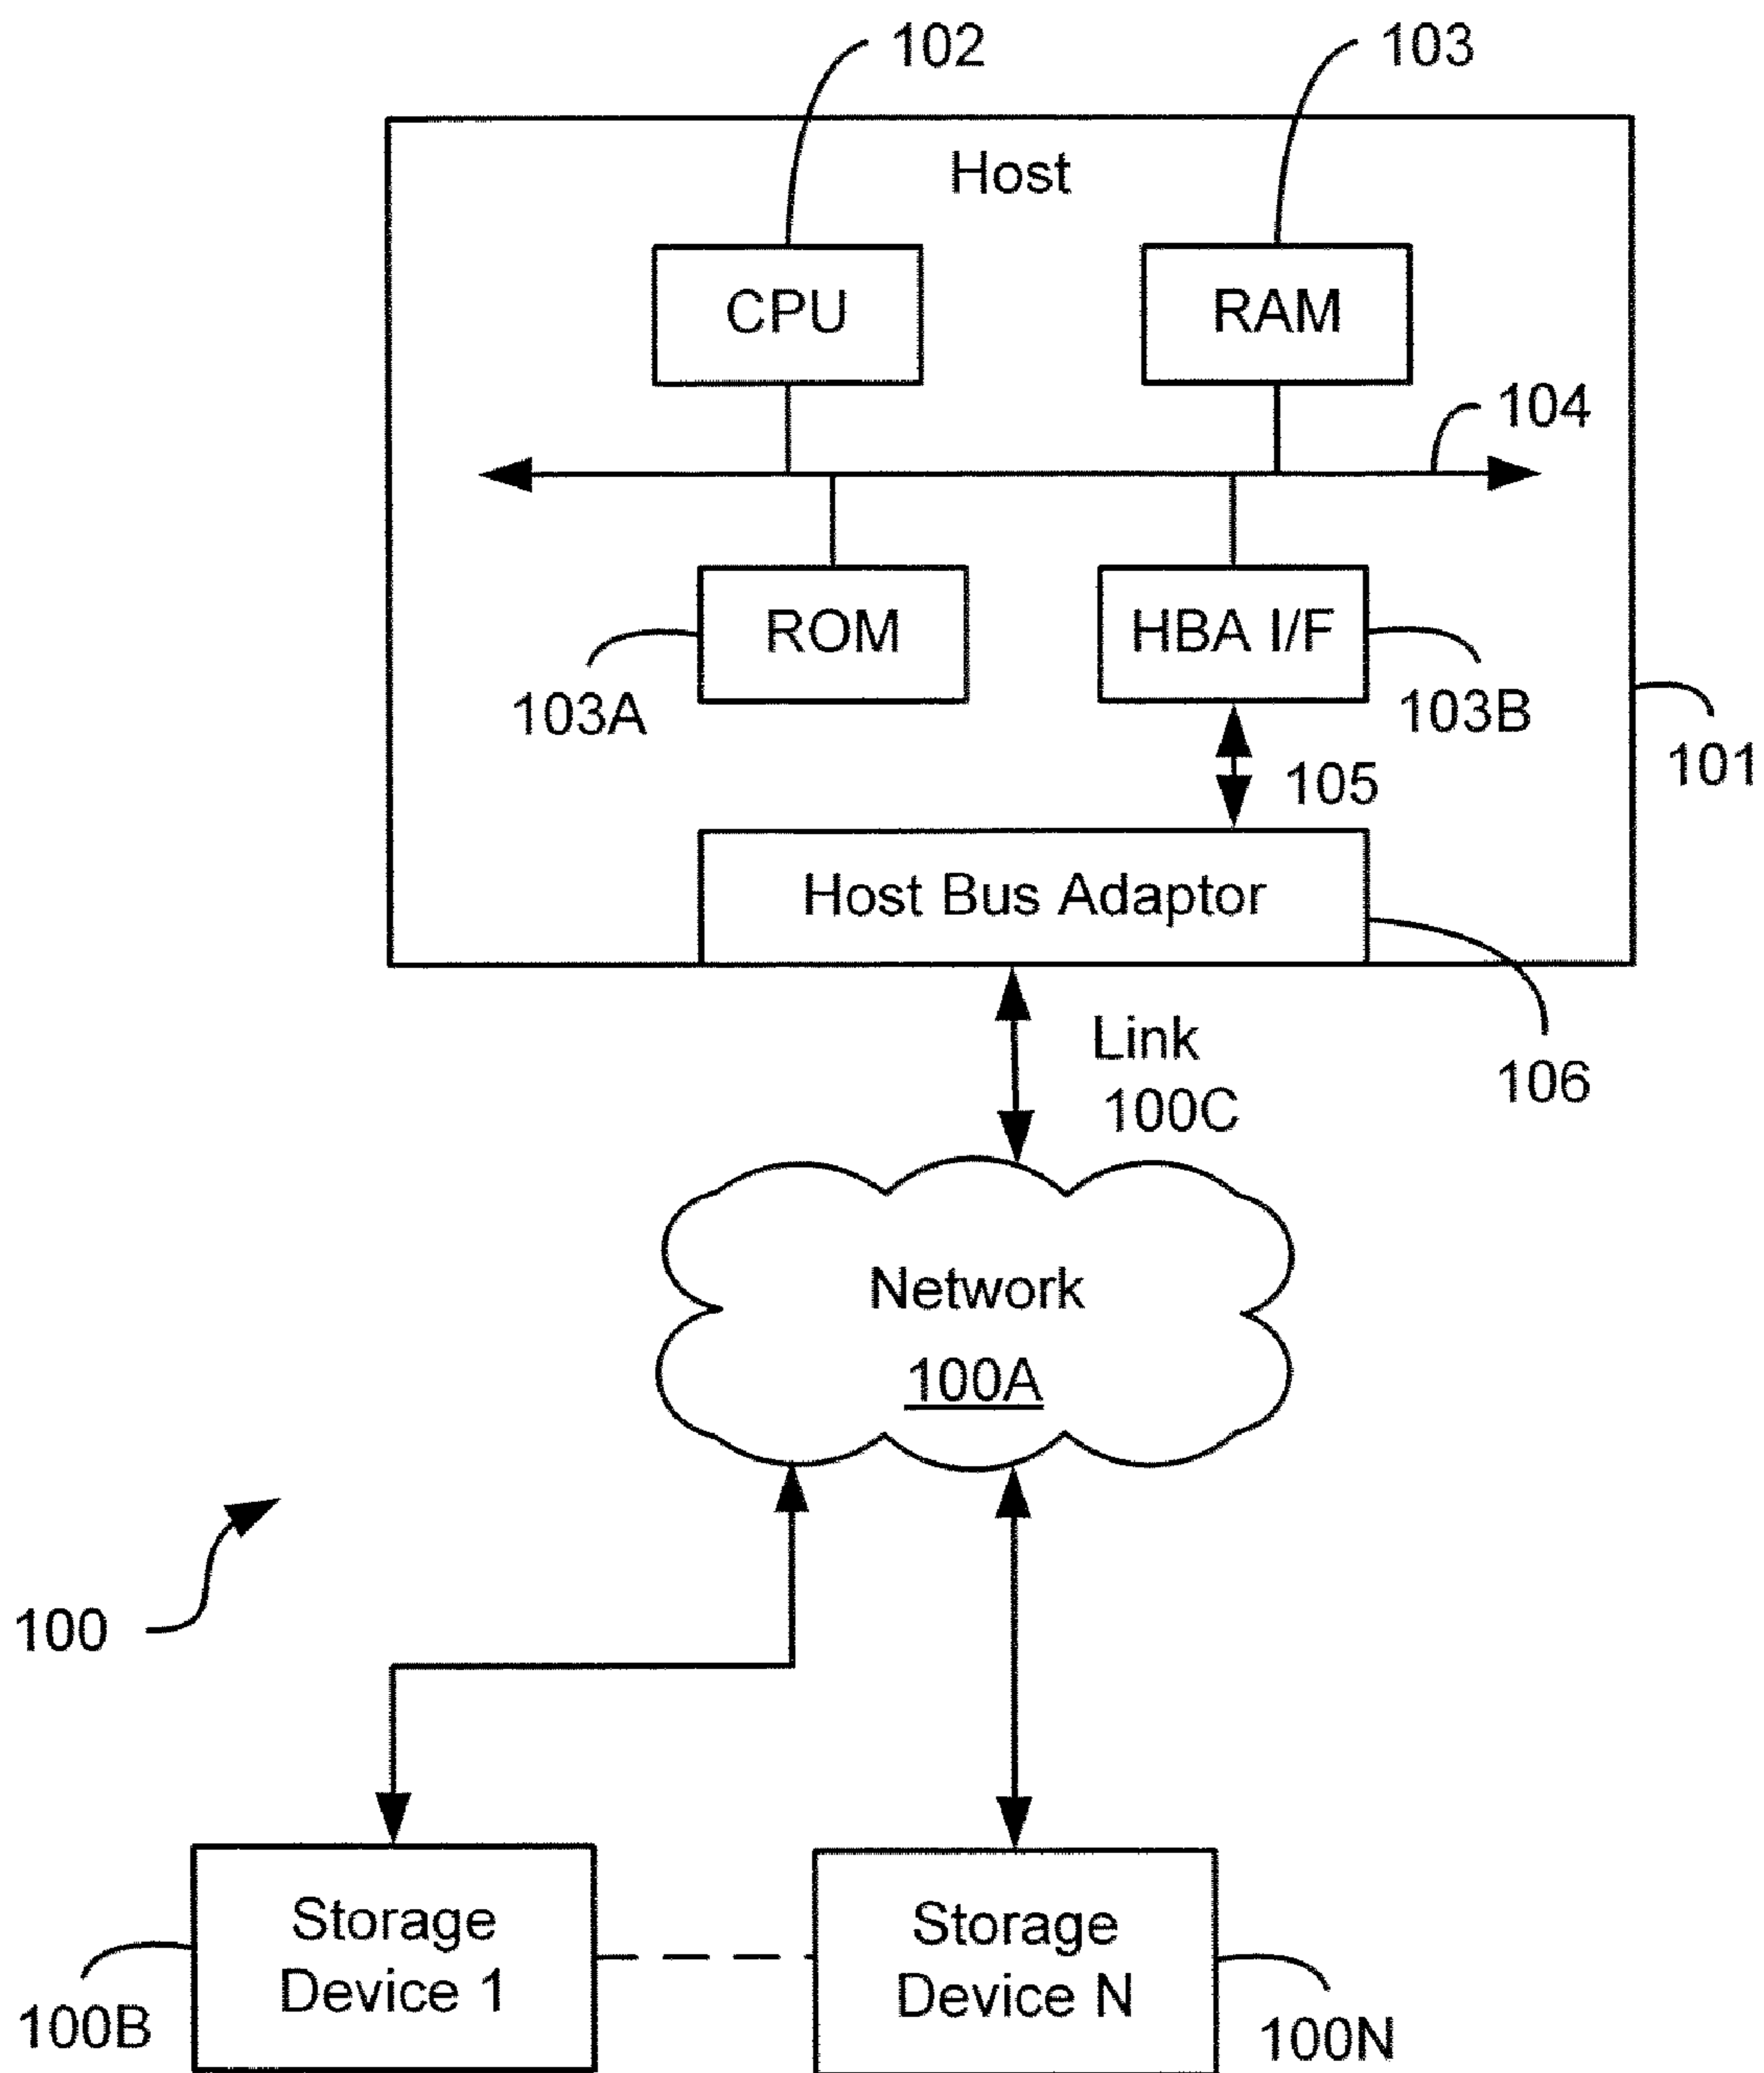 102
103
Host
CPU
RAM
104
ROM
HBA I/F
103A
103B
101
105
Host Bus Adaptor
Link
100C
106
Network
100A
100
Storage
Device 1
Storage
Device N
100B
100N